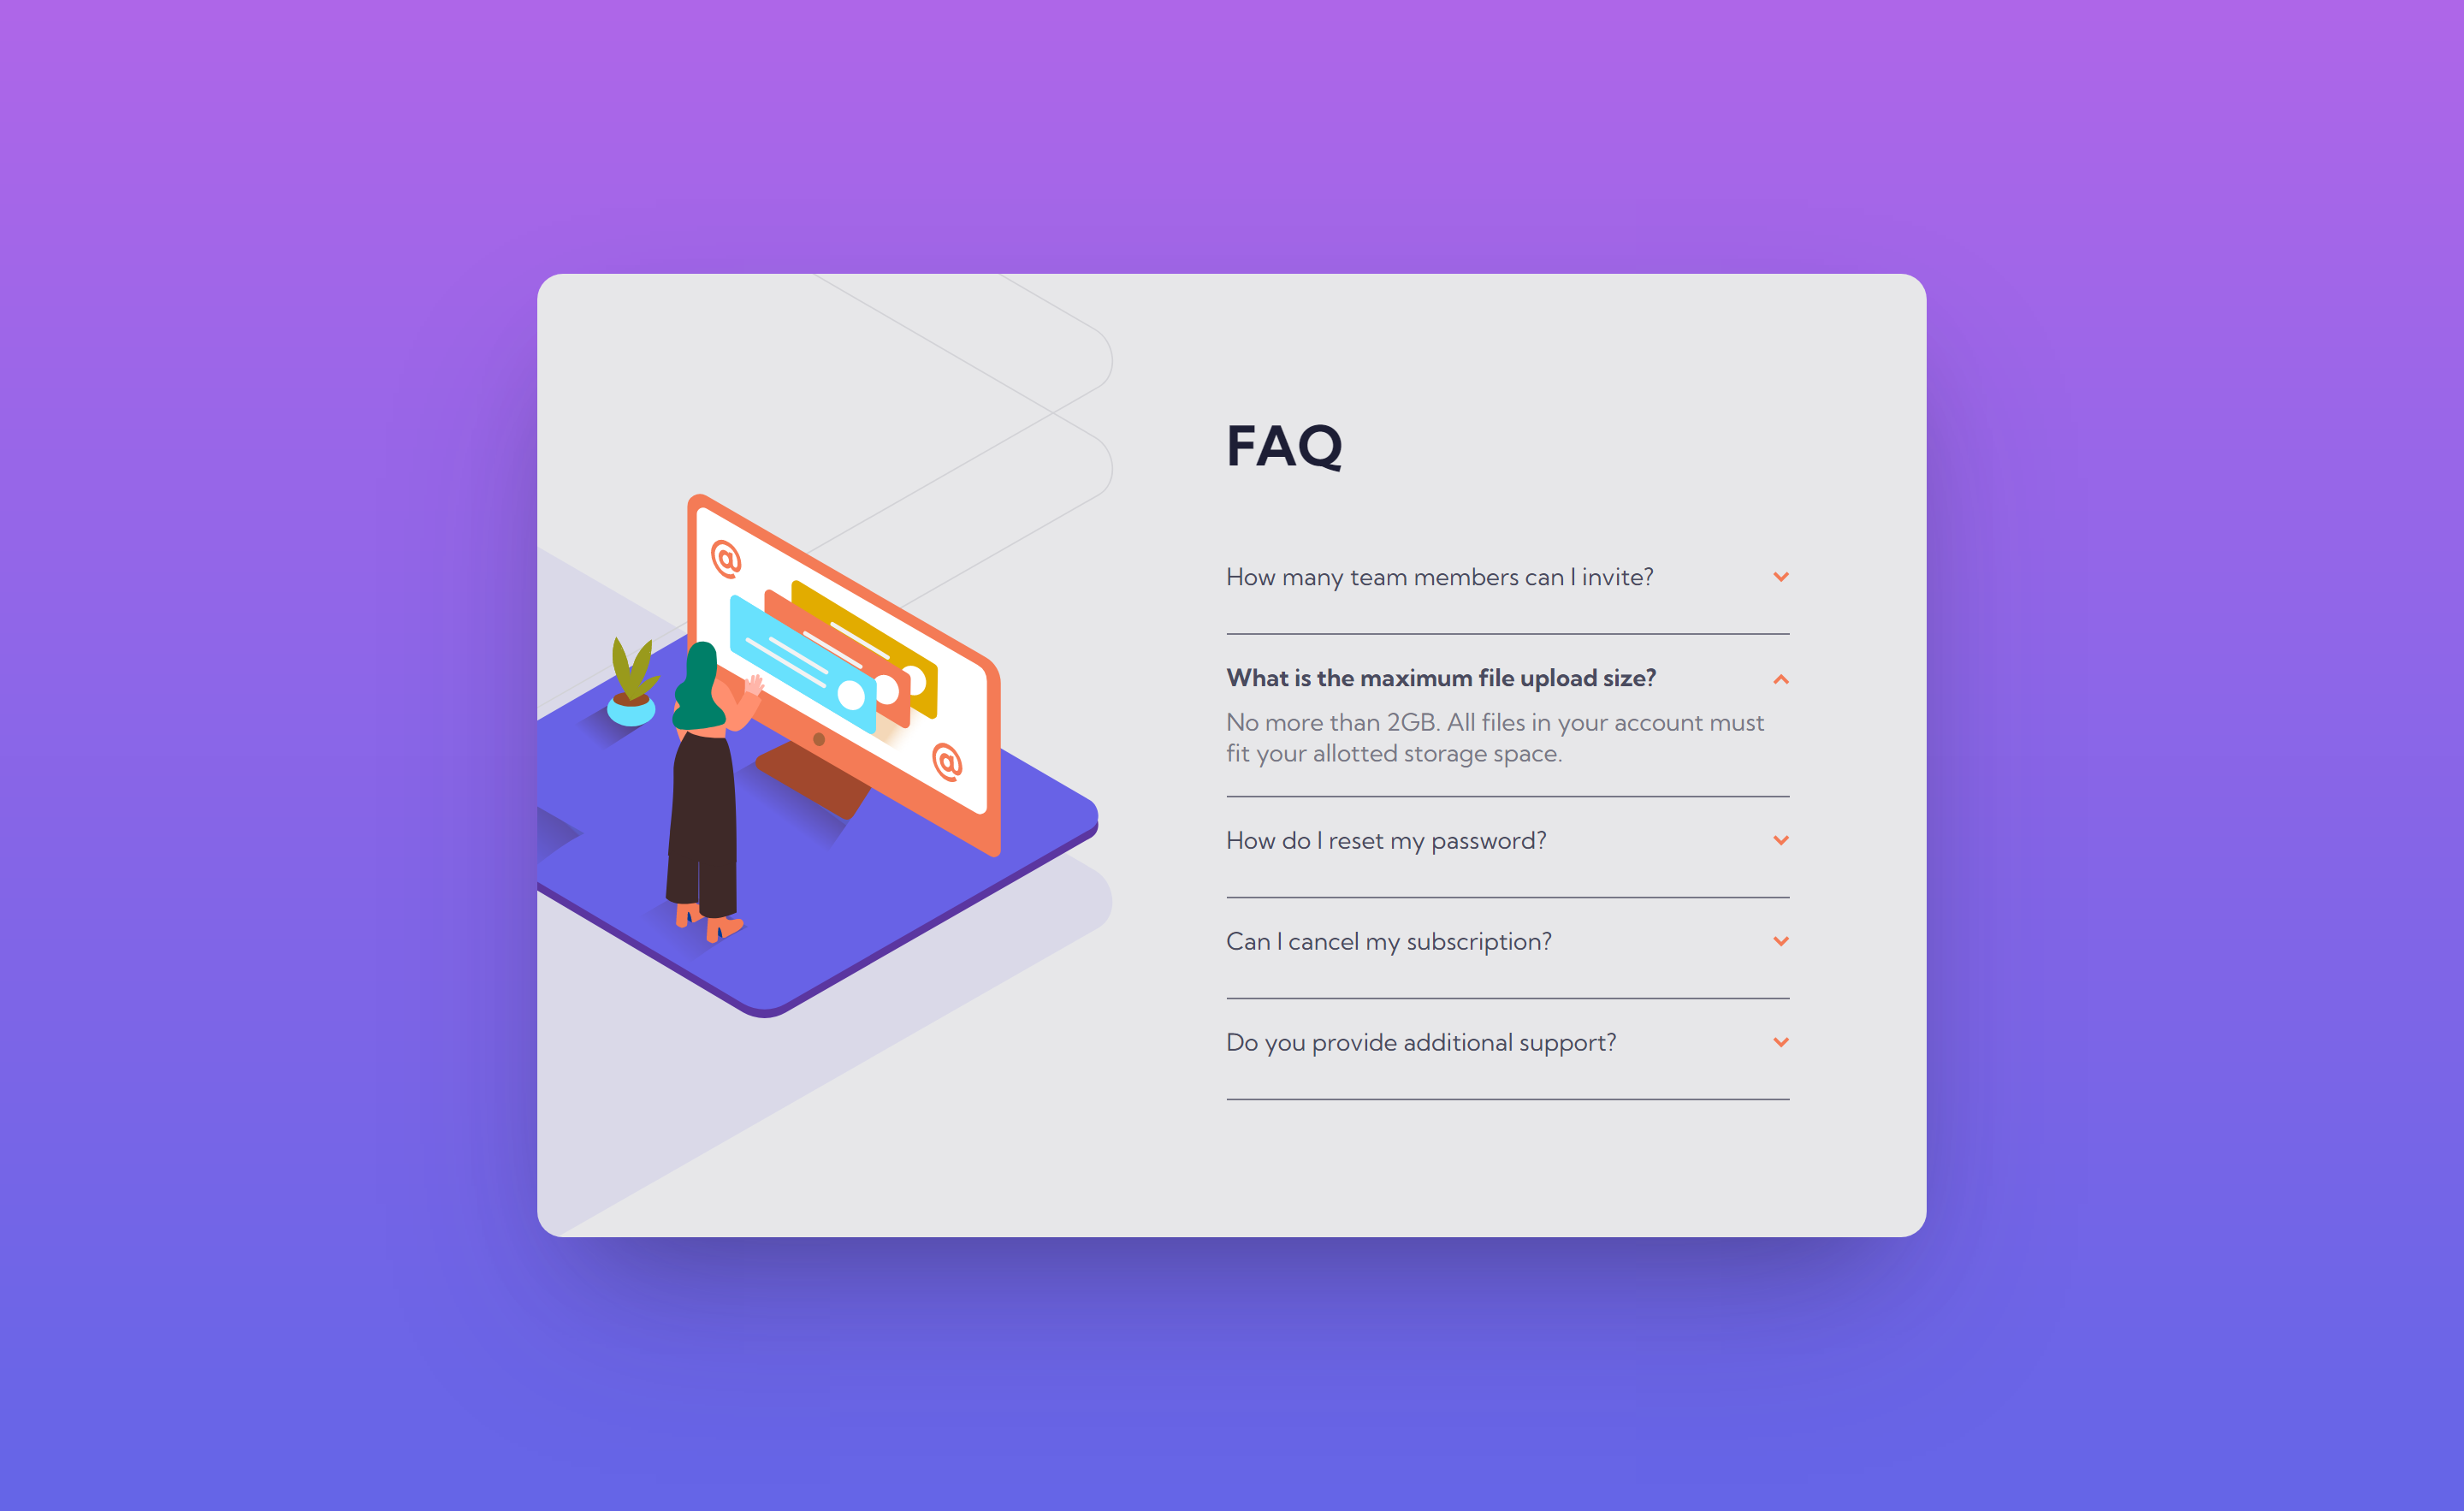 FAQ
@
How many team members can I invite?
What is the maximum file upload size?
No more than 2GB. All files in your account must
fit your allotted storage space.
@
How do I reset my password?
Can I cancel my subscription?
Do you provide additional support?